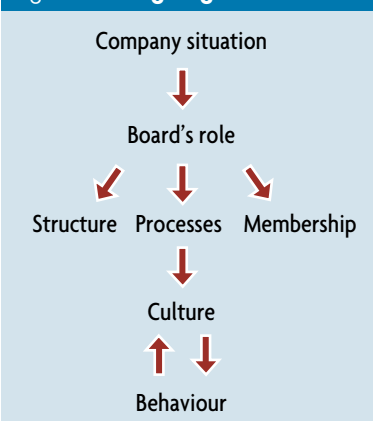 Company situation
Board's role
Structure Processes Membership
Culture
Behaviour